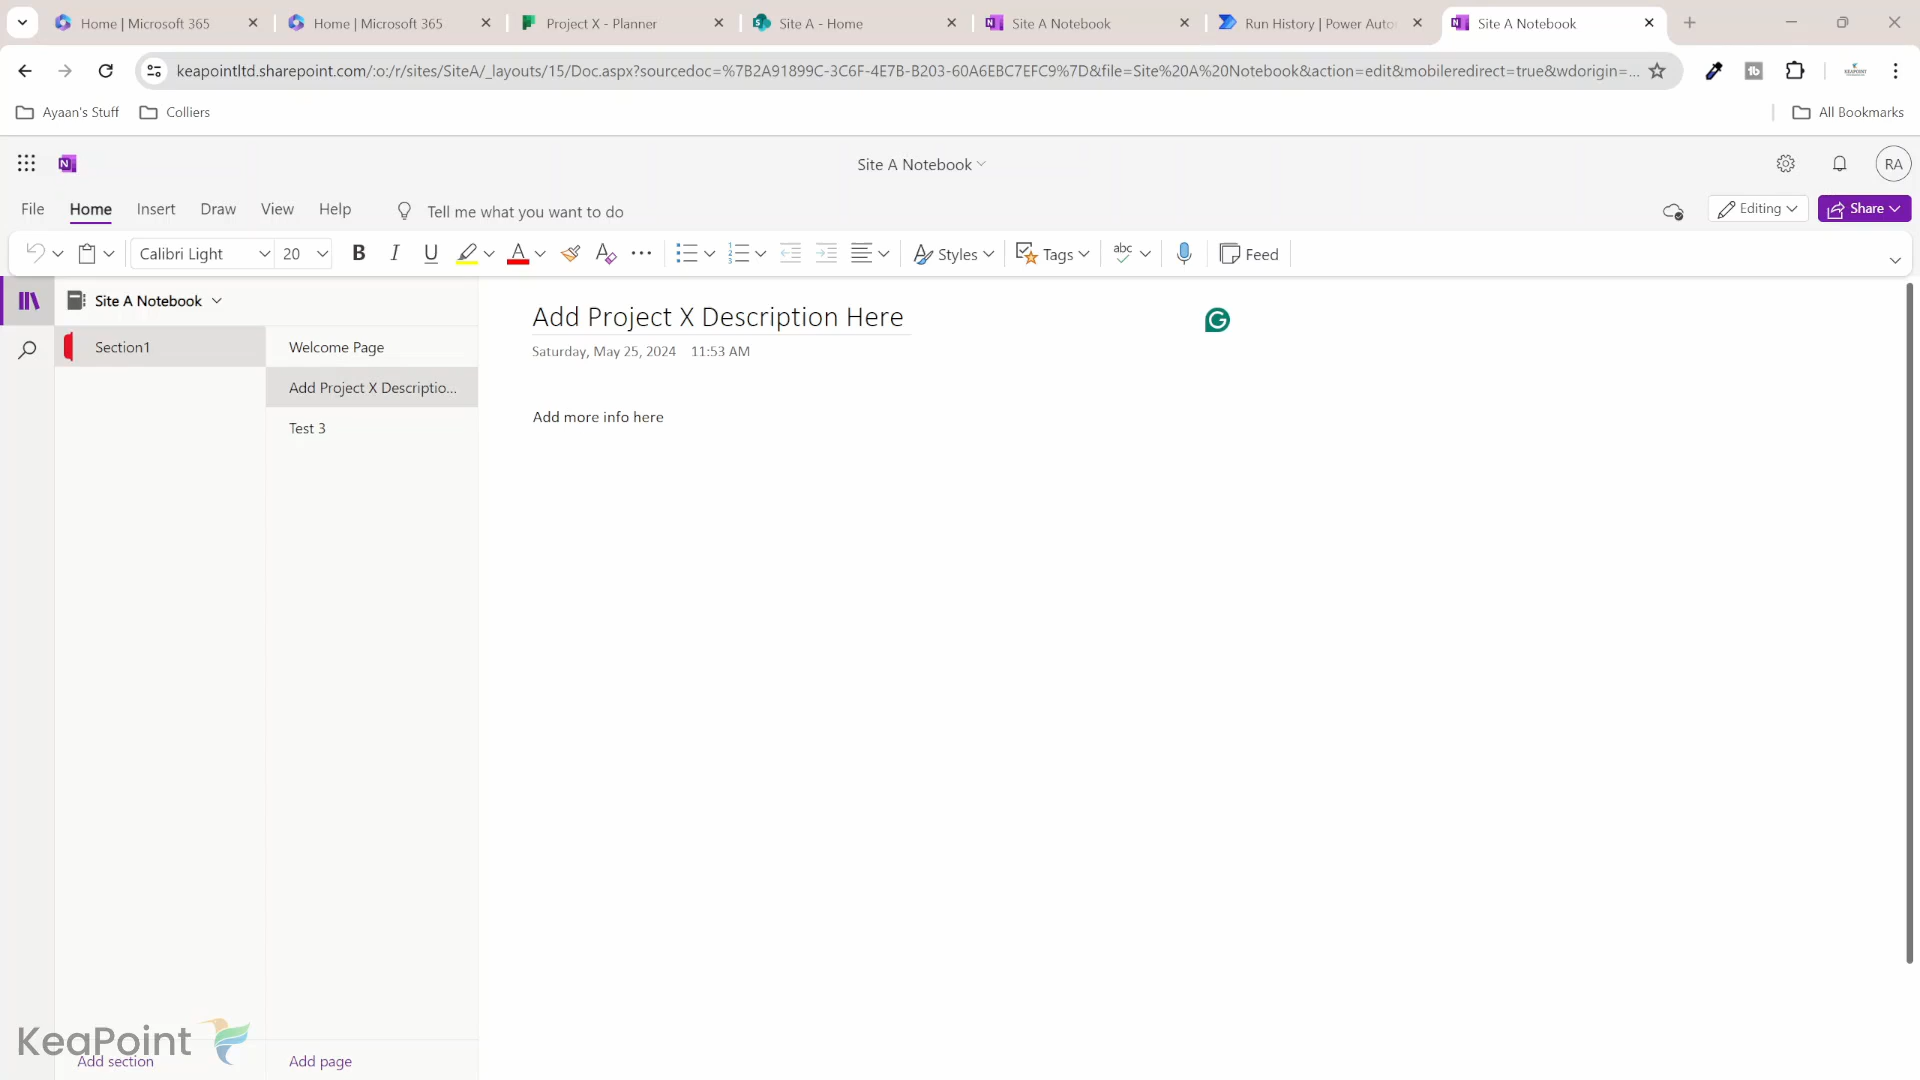 Home | Microsoft 365
Home | Microsoft 365
Project X - Planner
Site A - Home
Site A Notebook
Run History | Power Auto
Site A Notebook
keapointltd.sharepoint.com/:o:/r/sites/SiteA/_layouts/15/Doc.aspx?sourcedoc=%7B2A91899C-3C6F-4E7B-B203-60A6EBC7EFC9%7D&file=Site%20A%20Notebook&action=edit&mobileredirect=true&wdorigin=...
Ayaan's Stuff
Colliers
All Bookmarks
Site A Notebook
RA
File
Home
Insert
Draw
View
Help
Tell me what you want to do
Editing
Share
Calibri Light
20
B
I
U
Styles
Tags
abc
Feed
Site A Notebook
Section1
Welcome Page
Add Project X Descriptio...
Test 3
Add Project X Description Here
Saturday, May 25, 2024 11:53 AM
Add more info here
KeaPoint
Add section
Add page